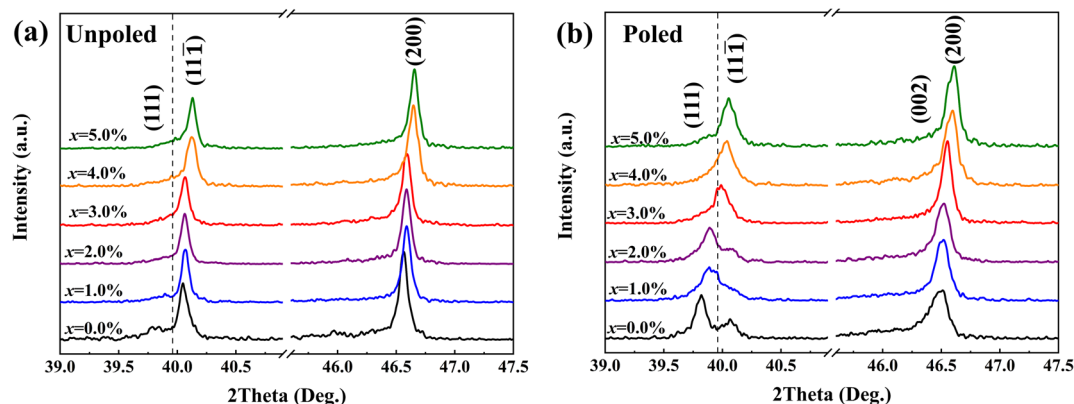 (a) Unpoled
(111)
(11̄1̄)
(200)
x=5.0%
x=4.0%
x=3.0%
x=2.0%
x=1.0%
x=0.0%
Intensity (a.u.)
39.0 39.5 40.0 40.5 46.0 46.5 47.0 47.5
2Theta (Deg.)
(b) Poled
(111)
(111̄)
(002)
(200)
x=5.0%
x=4.0%
x=3.0%
x=2.0%
x=1.0%
x=0.0%
Intensity (a.u.)
39.0 39.5 40.0 40.5 46.0 46.5 47.0 47.5
2Theta (Deg.)